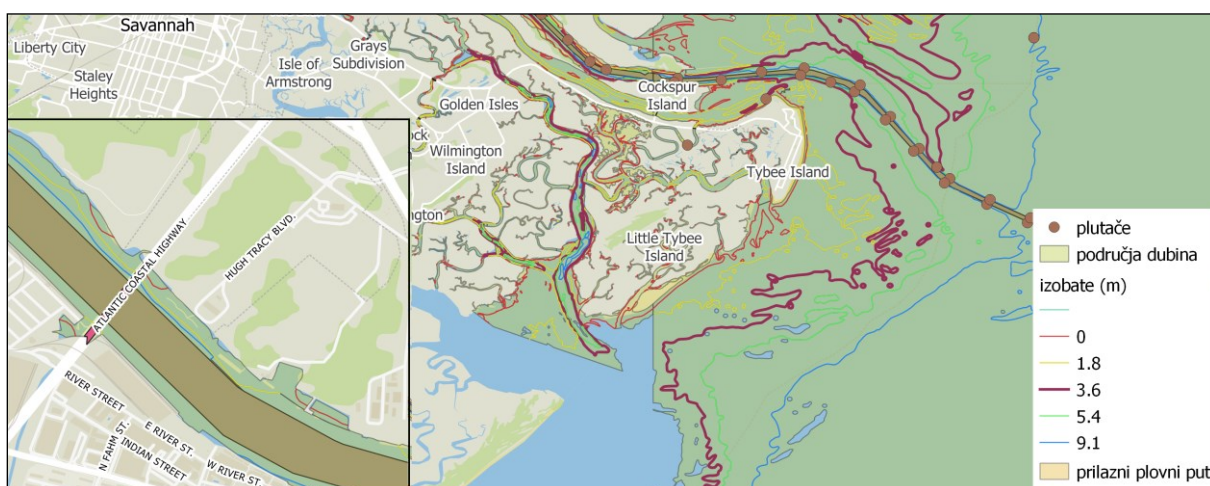 Savannah
Liberty City
Staley
Heights
Isle of
Armstrong
Grays
Subdivision
Golden Isles
Wilmington
Island
Cockspur
Island
Tybee Island
Little Tybee
Island
ATLANTIC COASTAL HIGHWAY
HUGH TRACY BLVD.
RIVER STREET
E RIVER ST.
W RIVER ST.
INDIAN STREET
N FAHM ST.
plutače
područja dubina
izobate (m)
0
1.8
3.6
5.4
9.1
prilazni plovni put